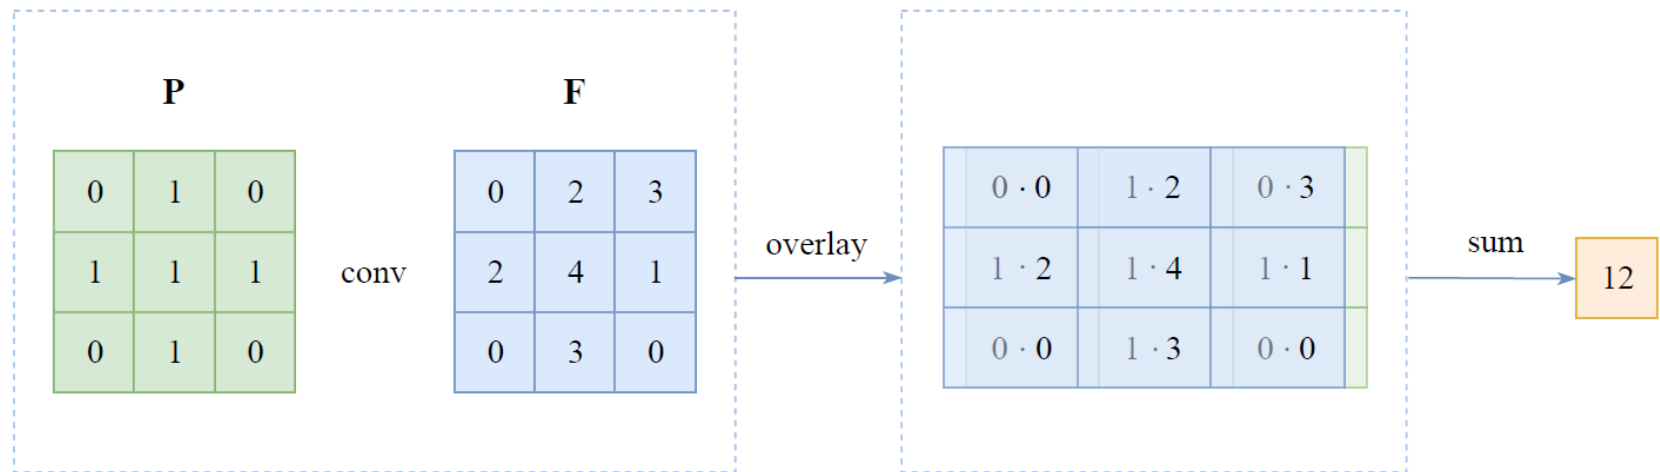 P F
0 1 0 0 2 3
1 1 1 conv 2 4 1
0 1 0 0 3 0
overlay
0 · 0 1 · 2 0 · 3
1 · 2 1 · 4 1 · 1
0 · 0 1 · 3 0 · 0
sum
12